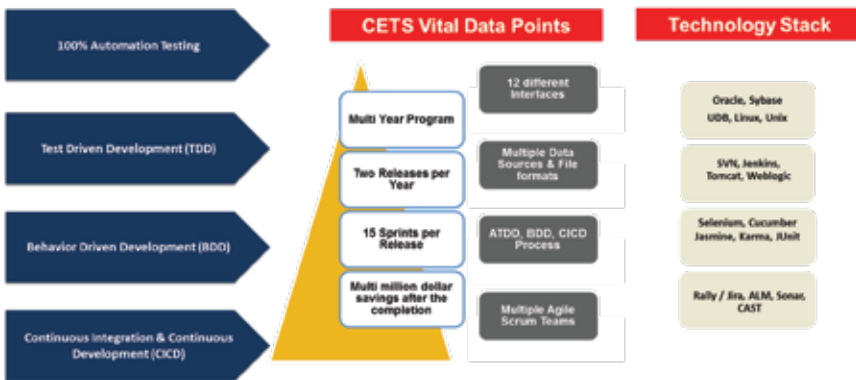 100% Automation Testing
Test Driven Development (TDD)
Behavior Driven Development (BDD)
Continuous Integration & Continuous
Development (CICD)
CETS Vital Data Points
Multi Year Program
Two Releases per
Year
15 Sprints per
Release
Multi million dollar
savings after the
completion
12 different
Interfaces
Multiple Data
Sources & File
formats
ATDD, BDD, CICD
Process
Multiple Agile
Scrum Teams
Technology Stack
Oracle, Sybase
UDB, Linux, Unix
SVN, Jenkins,
Tomcat, Weblogic
Selenium, Cucumber
Jasmine, Karma, JUnit
Rally / Jira, ALM, Sonar,
CAST